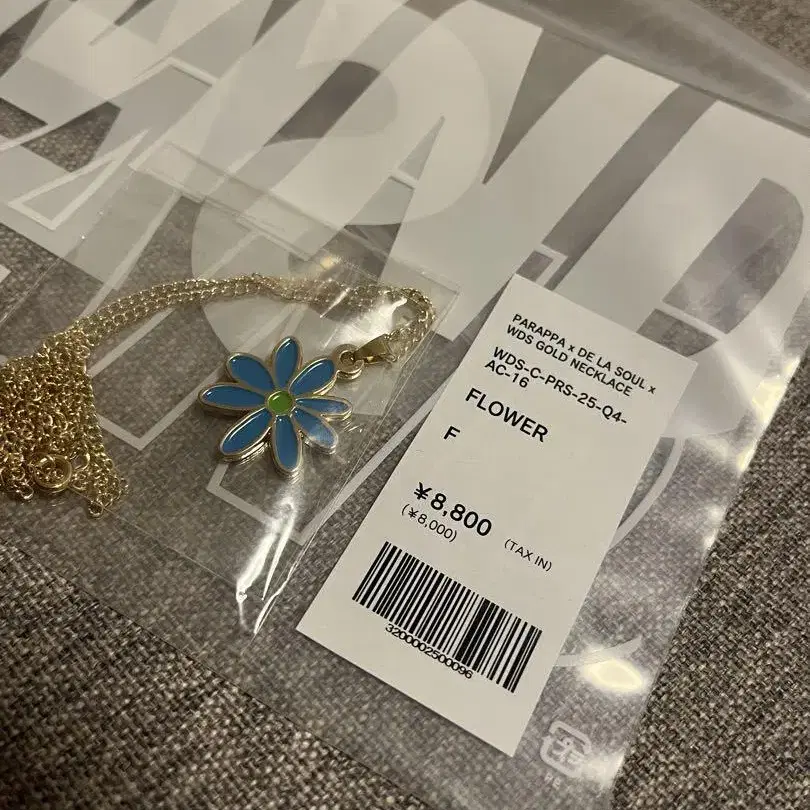 PARAPPA x DE LA SOUL x
WDS GOLD NECKLACE
WDS-C-PRS-25-Q4-
AC-16
FLOWER
F
¥8,800
(¥8,000) (TAX IN)
3200002500096